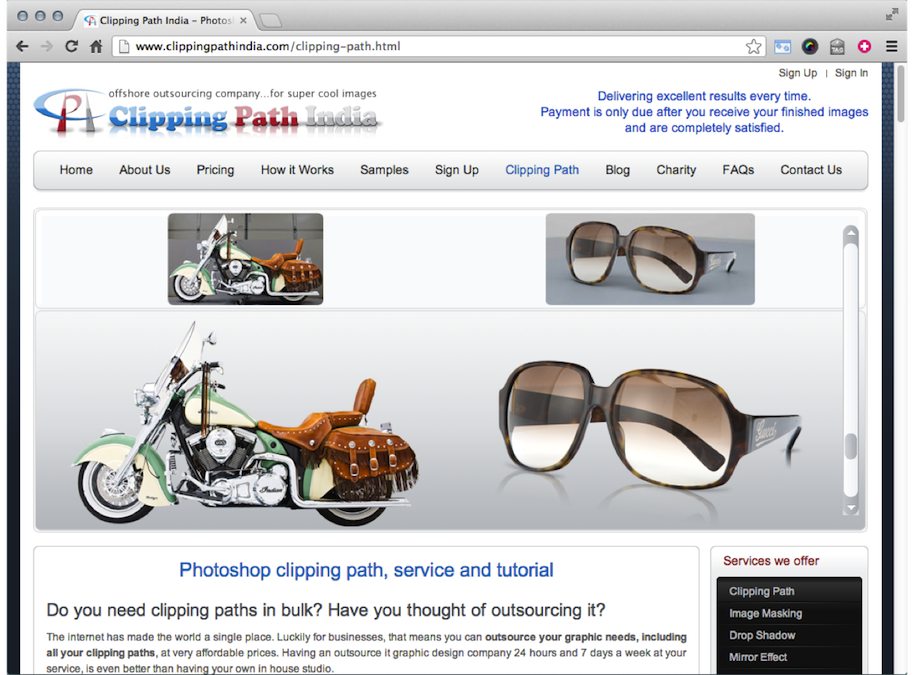 Clipping Path India – Photos
www.clippingpathindia.com/clipping-path.html
Sign Up | Sign In
offshore outsourcing company...for super cool images
CPA Clipping Path India
Delivering excellent results every time.
Payment is only due after you receive your finished images
and are completely satisfied.
Home About Us Pricing How it Works Samples Sign Up Clipping Path Blog Charity FAQs Contact Us
Indian
Gucci
Photoshop clipping path, service and tutorial
Do you need clipping paths in bulk? Have you thought of outsourcing it?
The internet has made the world a single place. Luckily for businesses, that means you can outsource your graphic needs, including
all your clipping paths, at very affordable prices. Having an outsource it graphic design company 24 hours and 7 days a week at your
service, is even better than having your own in house studio.
Services we offer
Clipping Path
Image Masking
Drop Shadow
Mirror Effect